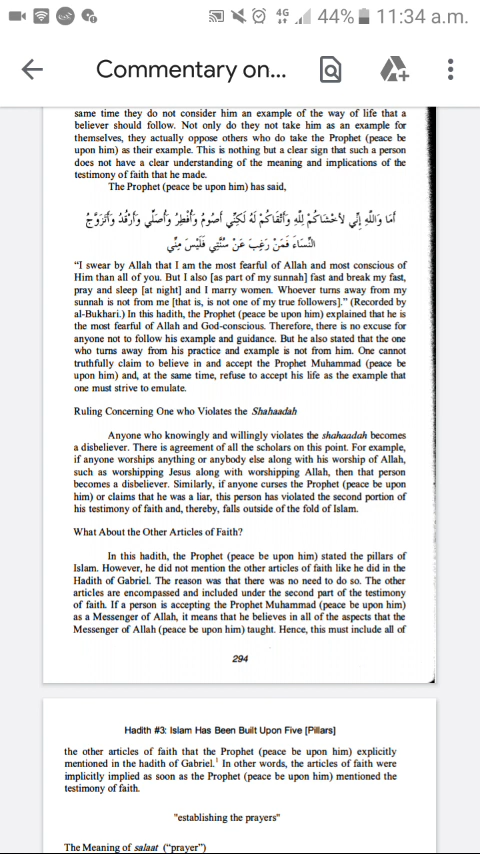 4G 44% 11:34 a.m.
Commentary on...
same time they do not consider him an example of the way of life that a
believer should follow. Not only do they not take him as an example for
themselves, they actually oppose others who do take the Prophet (peace be
upon him) as their example. This is nothing but a clear sign that such a person
does not have a clear understanding of the meaning and implications of the
testimony of faith that he made.
The Prophet (peace be upon him) has said,
أَمَا وَاللَّهِ إِنِّي لَأَخْشَاكُمْ لِلَّهِ وَأَتْقَاكُمْ لَهُ لَكِنِّي أَصُومُ وَأُفْطِرُ وَأُصَلِّي وَأَرْقُدُ وَأَتَزَوَّجُ
النِّسَاءَ فَمَنْ رَغِبَ عَنْ سُنَّتِي فَلَيْسَ مِنِّي
“I swear by Allah that I am the most fearful of Allah and most conscious of
Him than all of you. But I also [as part of my sunnah] fast and break my fast,
pray and sleep [at night] and I marry women. Whoever turns away from my
sunnah is not from me [that is, is not one of my true followers].” (Recorded by
al-Bukhari.) In this hadith, the Prophet (peace be upon him) explained that he is
the most fearful of Allah and God-conscious. Therefore, there is no excuse for
anyone not to follow his example and guidance. But he also stated that the one
who turns away from his practice and example is not from him. One cannot
truthfully claim to believe in and accept the Prophet Muhammad (peace be
upon him) and, at the same time, refuse to accept his life as the example that
one must strive to emulate.
Ruling Concerning One who Violates the Shahaadah
Anyone who knowingly and willingly violates the shahaadah becomes
a disbeliever. There is agreement of all the scholars on this point. For example,
if anyone worships anything or anybody else along with his worship of Allah,
such as worshipping Jesus along with worshipping Allah, then that person
becomes a disbeliever. Similarly, if anyone curses the Prophet (peace be upon
him) or claims that he was a liar, this person has violated the second portion of
his testimony of faith and, thereby, falls outside of the fold of Islam.
What About the Other Articles of Faith?
In this hadith, the Prophet (peace be upon him) stated the pillars of
Islam. However, he did not mention the other articles of faith like he did in the
Hadith of Gabriel. The reason was that there was no need to do so. The other
articles are encompassed and included under the second part of the testimony
of faith. If a person is accepting the Prophet Muhammad (peace be upon him)
as a Messenger of Allah, it means that he believes in all of the aspects that the
Messenger of Allah (peace be upon him) taught. Hence, this must include all of
294
Hadith #3: Islam Has Been Built Upon Five [Pillars]
the other articles of faith that the Prophet (peace be upon him) explicitly
mentioned in the hadith of Gabriel.¹ In other words, the articles of faith were
implicitly implied as soon as the Prophet (peace be upon him) mentioned the
testimony of faith.
"establishing the prayers"
The Meaning of salaat (“prayer”)